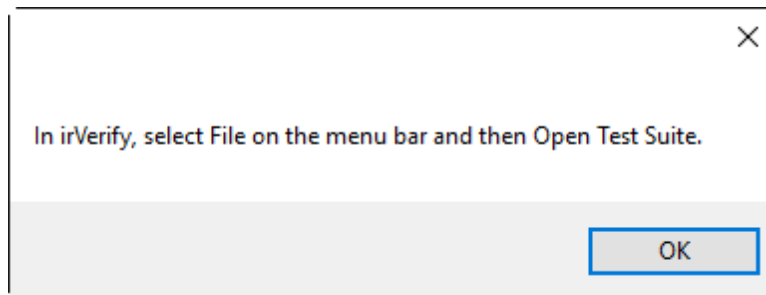 In irVerify, select File on the menu bar and then Open Test Suite.
OK